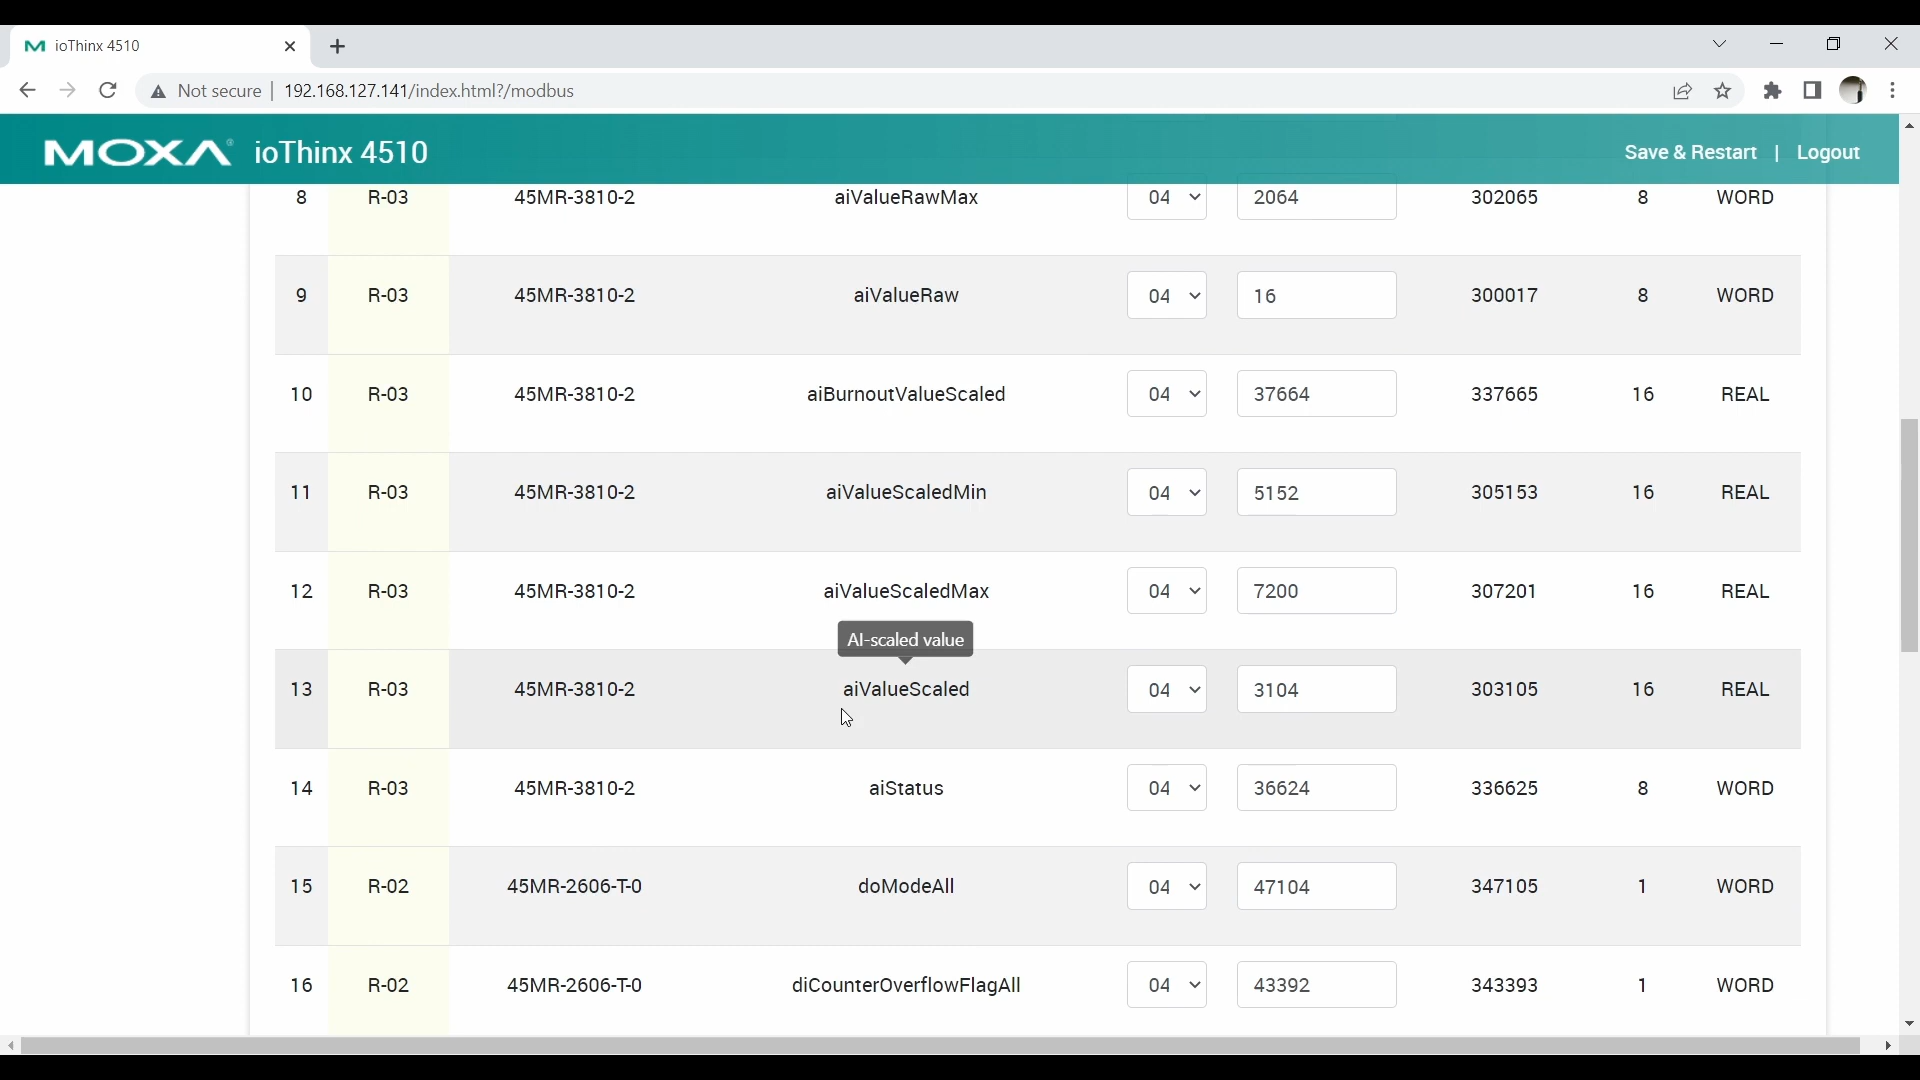 ioThinx 4510
Not secure | 192.168.127.141/index.html?/modbus
MOXA® ioThinx 4510 Save & Restart | Logout
8 R-03 45MR-3810-2 aiValueRawMax 04 2064 302065 8 WORD
9 R-03 45MR-3810-2 aiValueRaw 04 16 300017 8 WORD
10 R-03 45MR-3810-2 aiBurnoutValueScaled 04 37664 337665 16 REAL
11 R-03 45MR-3810-2 aiValueScaledMin 04 5152 305153 16 REAL
12 R-03 45MR-3810-2 aiValueScaledMax 04 7200 307201 16 REAL
AI-scaled value
13 R-03 45MR-3810-2 aiValueScaled 04 3104 303105 16 REAL
14 R-03 45MR-3810-2 aiStatus 04 36624 336625 8 WORD
15 R-02 45MR-2606-T-0 doModeAll 04 47104 347105 1 WORD
16 R-02 45MR-2606-T-0 diCounterOverflowFlagAll 04 43392 343393 1 WORD